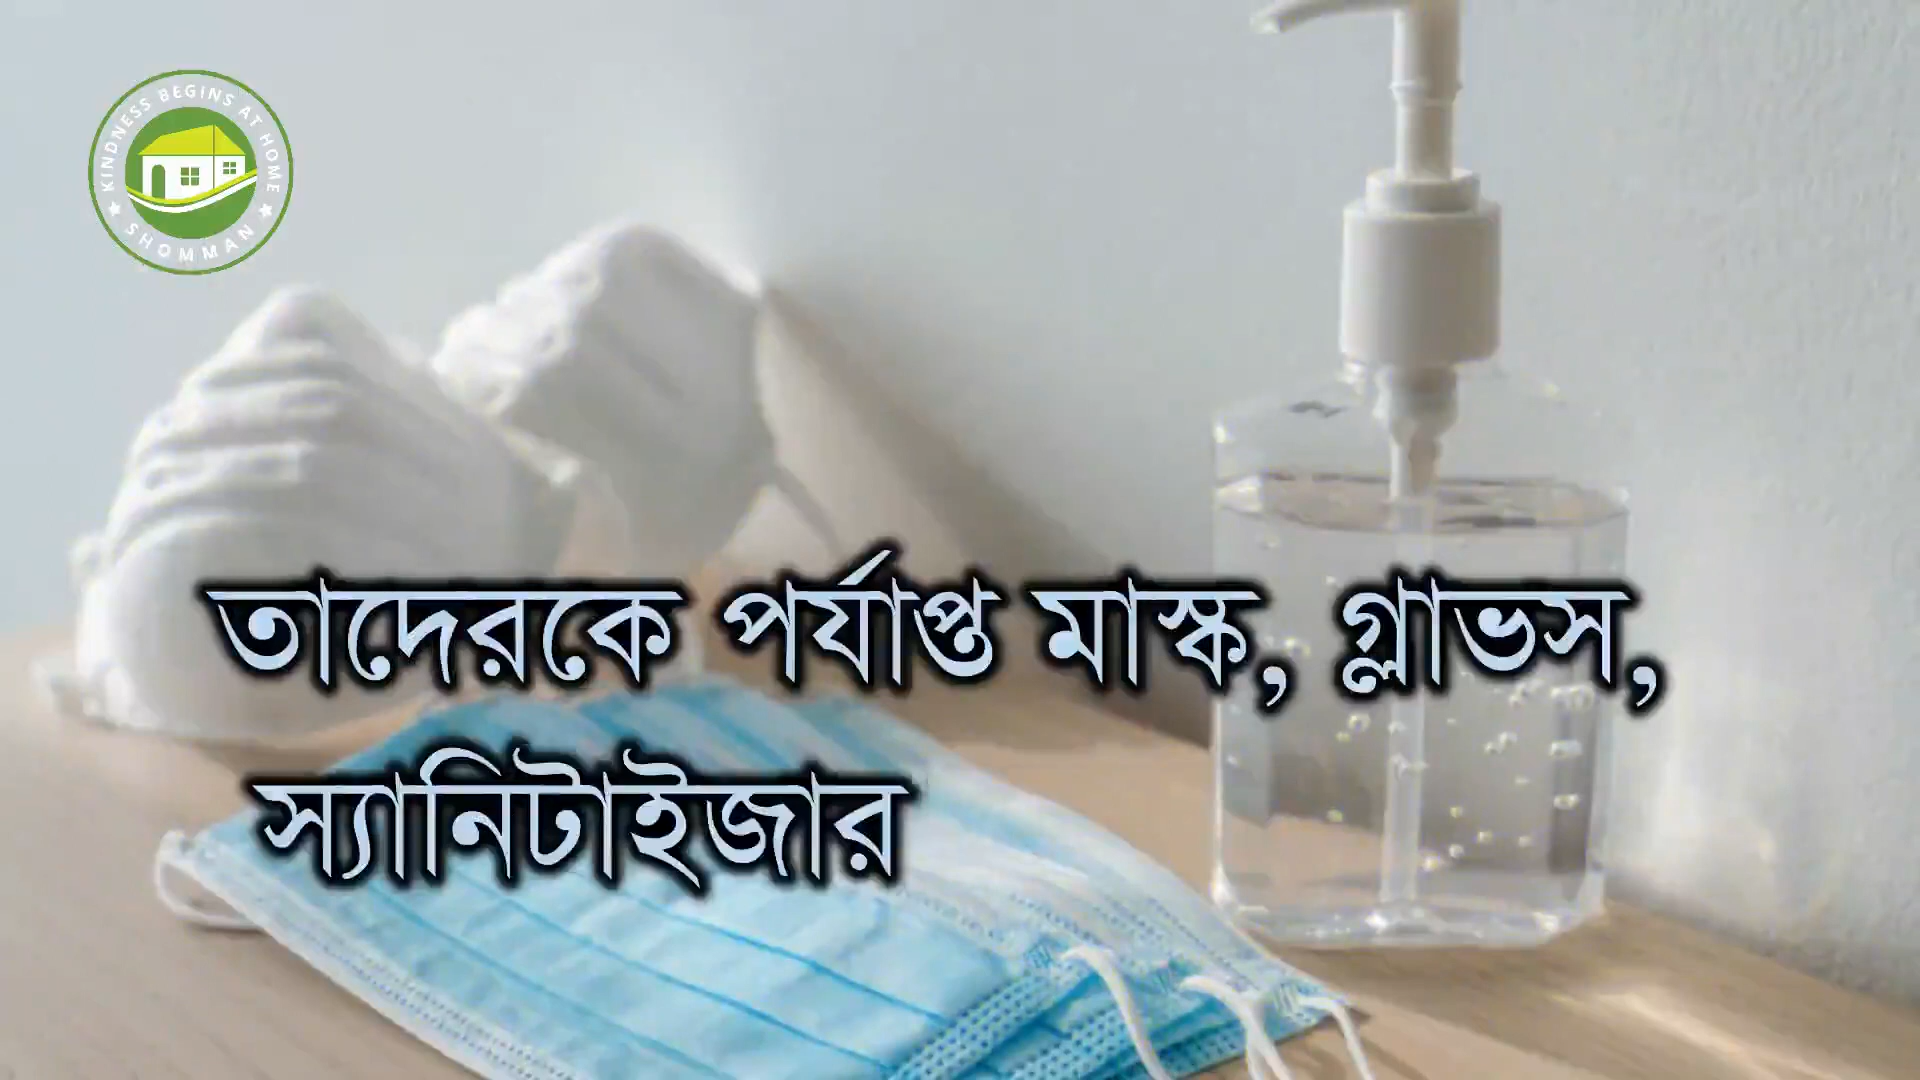 KINDNESS BEGINS AT HOME
SHOMMAN
তাদেরকে পর্যাপ্ত মাস্ক, গ্লাভস,
স্যানিটাইজার